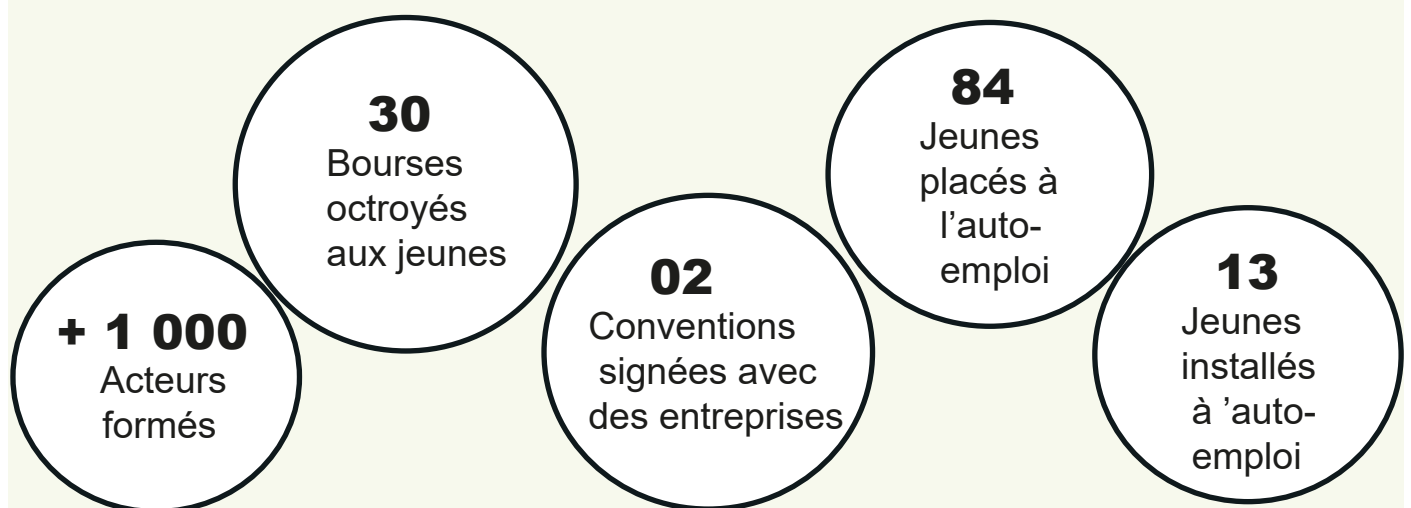 + 1 000
Acteurs
formés
30
Bourses
octroyés
aux jeunes
02
Conventions
signées avec
des entreprises
84
Jeunes
placés à
l’auto-
emploi
13
Jeunes
installés
à ’auto-
emploi